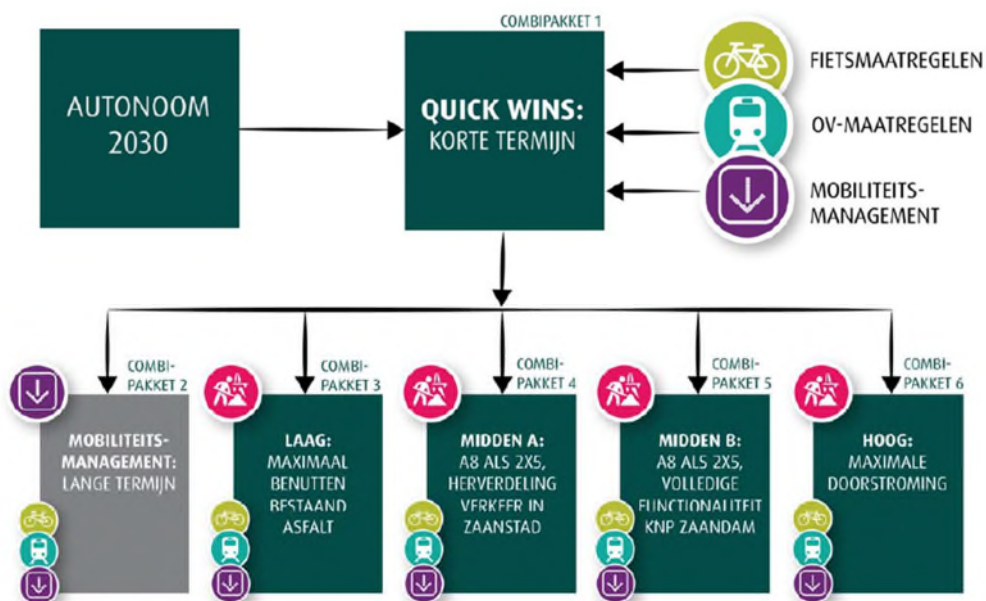 COMBIPAKKET 1
AUTONOOM
2030
QUICK WINS:
KORTE TERMIJN
FIETSMAATREGELEN
OV-MAATREGELEN
MOBILITEITS-
MANAGEMENT
COMBI-
PAKKET 2
MOBILITEITS-
MANAGEMENT:
LANGE TERMIJN
COMBI-
PAKKET 3
LAAG:
MAXIMAAL
BENUTTEN
BESTAAND
ASFALT
COMBI-
PAKKET 4
MIDDEN A:
A8 ALS 2X5,
HERVERDELING
VERKEER IN
ZAANSTAD
COMBI-
PAKKET 5
MIDDEN B:
A8 ALS 2X5,
VOLLEDIGE
FUNCTIONALITEIT
KNP ZAANDAM
COMBI-
PAKKET 6
HOOG:
MAXIMALE
DOORSTROMING